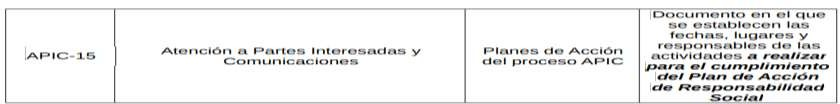 APIC-15
Atención a Partes Interesadas y
Comunicaciones
Planes de Acción
del proceso APIC
Documento en el que
se establecen las
fechas, lugares y
responsables de las
actividades a realizar
para el cumplimiento
del Plan de Acción
de Responsabilidad
Social